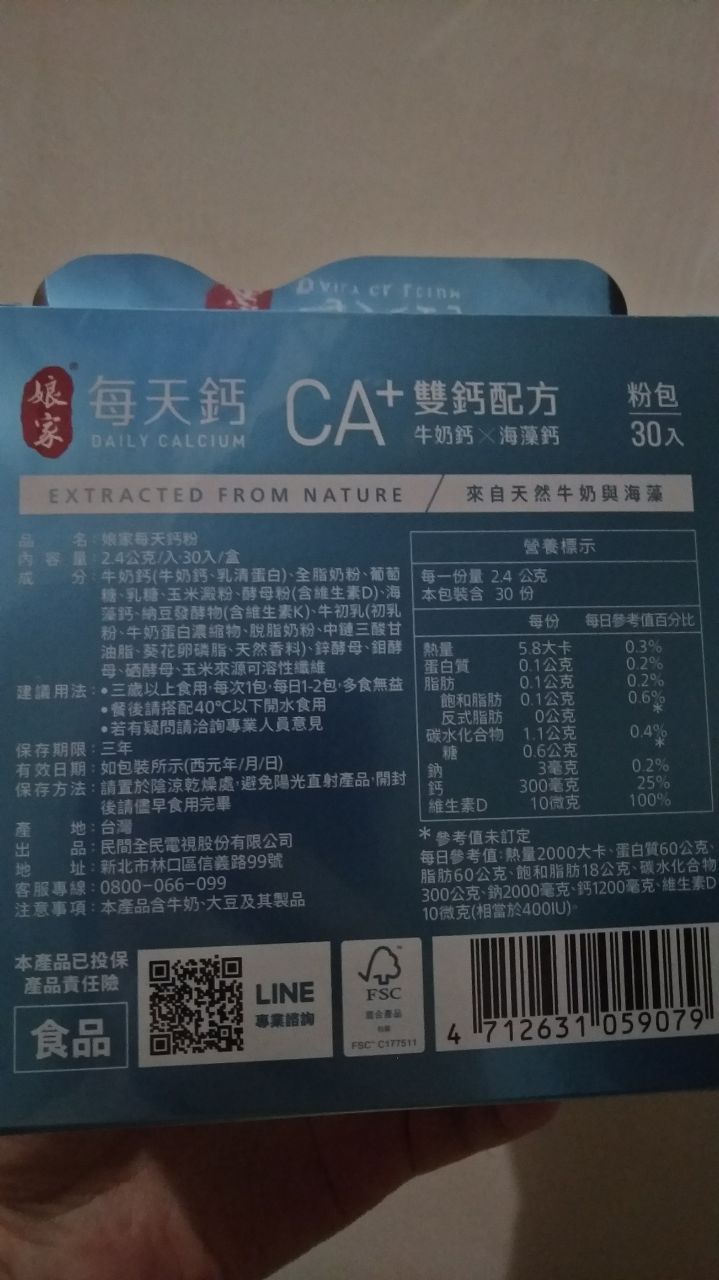 娘家
每天鈣
DAILY CALCIUM
CA+
雙鈣配方
牛奶鈣×海藻鈣
粉包
30入
EXTRACTED FROM NATURE / 來自天然牛奶與海藻
品名:娘家每天鈣粉
內容量:2.4公克/入·30入/盒
成分:牛奶鈣(牛奶鈣、乳清蛋白)、全脂奶粉、葡萄
糖、乳糖、玉米澱粉、酵母粉(含維生素D)、海
藻鈣、納豆發酵物(含維生素K)、牛初乳(初乳
粉、牛奶蛋白濃縮物、脫脂奶粉、中鏈三酸甘
油脂、葵花卵磷脂、天然香料)、鋅酵母、鉬酵
母、硒酵母、玉米來源可溶性纖維
建議用法:•三歲以上食用,每次1包,每日1-2包,多食無益
•餐後請搭配40°C以下開水食用
•若有疑問請洽詢專業人員意見
保存期限:三年
有效日期:如包裝所示(西元年/月/日)
保存方法:請置於陰涼乾燥處,避免陽光直射產品,開封
後請儘早食用完畢
產地:台灣
出品:民間全民電視股份有限公司
地址:新北市林口區信義路99號
客服專線:0800-066-099
注意事項:本產品含牛奶、大豆及其製品
營養標示
每一份量 2.4 公克
本包裝含 30 份
每份 每日參考值百分比
熱量 5.8大卡 0.3%
蛋白質 0.1公克 0.2%
脂肪 0.1公克 0.2%
飽和脂肪 0.1公克 0.6%
反式脂肪 0公克 *
碳水化合物 1.1公克 0.4%
糖 0.6公克 *
鈉 3毫克 0.2%
鈣 300毫克 25%
維生素D 10微克 100%
*參考值未訂定
每日參考值:熱量2000大卡、蛋白質60公克、
脂肪60公克、飽和脂肪18公克、碳水化合物
300公克、鈉2000毫克、鈣1200毫克、維生素D
10微克(相當於400IU)。
本產品已投保
產品責任險
食品
LINE
專業諮詢
FSC™
混合產品
包裝
FSC™ C177511
4 712631 059079